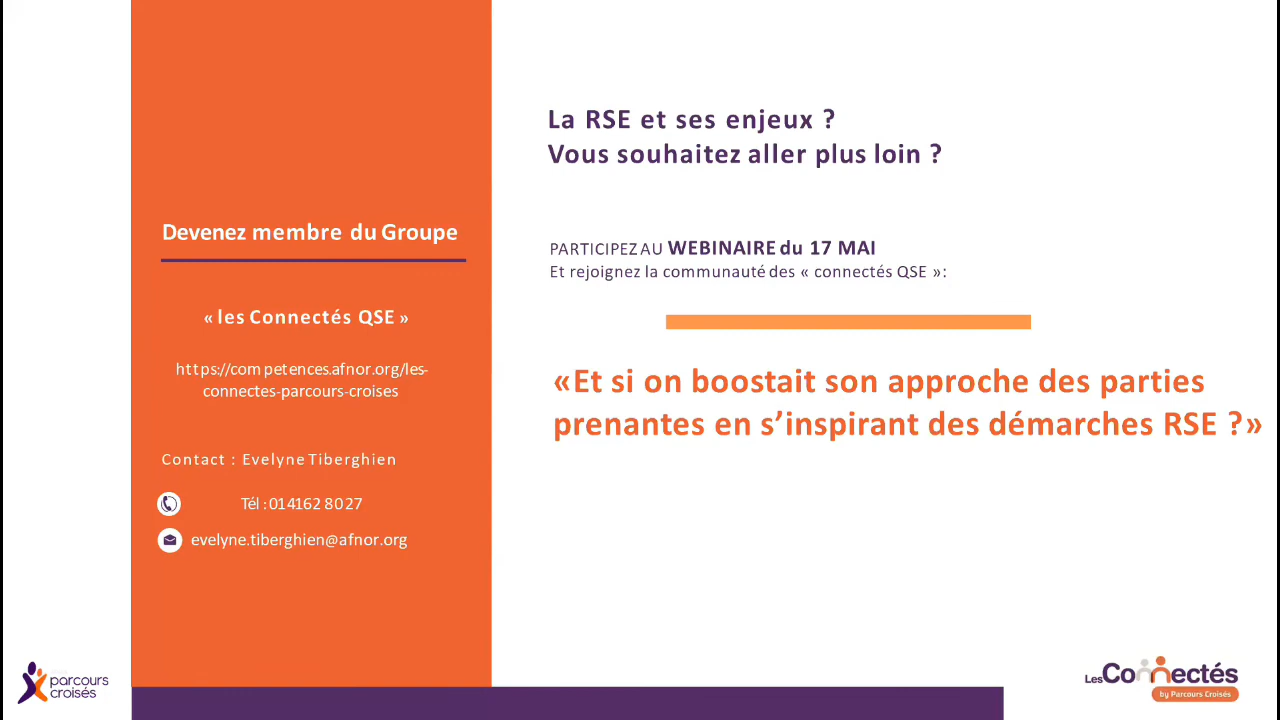 Devenez membre du Groupe
« les Connectés QSE »
https://competences.afnor.org/les-
connectes-parcours-croises
Contact : Evelyne Tiberghien
Tél : 01 41 62 80 27
evelyne.tiberghien@afnor.org
La RSE et ses enjeux ?
Vous souhaitez aller plus loin ?
PARTICIPEZ AU WEBINAIRE du 17 MAI
Et rejoignez la communauté des « connectés QSE » :
«Et si on boostait son approche des parties
prenantes en s’inspirant des démarches RSE ?»
parcours
croisés
Les Connectés
by Parcours Croisés